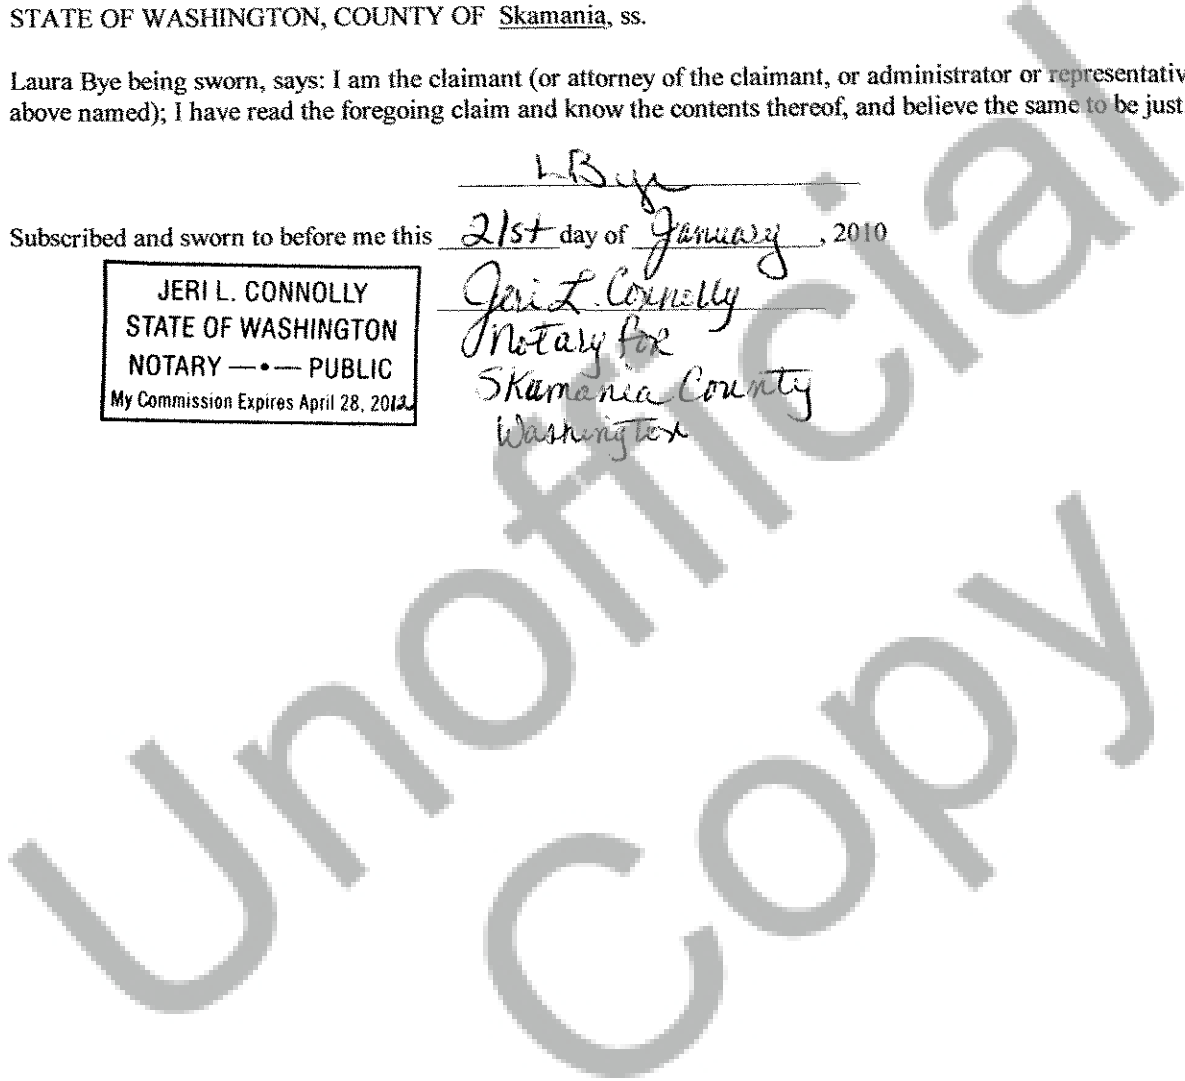 STATE OF WASHINGTON, COUNTY OF Skamania, ss.
Laura Bye being sworn, says: I am the claimant (or attorney of the claimant, or administrator or representativ
above named); I have read the foregoing claim and know the contents thereof, and believe the same to be just
L Bye
Subscribed and sworn to before me this 21st day of January, 2010
JERI L. CONNOLLY
STATE OF WASHINGTON
NOTARY —•— PUBLIC
My Commission Expires April 28, 2012
Jeri L. Connolly
Notary for
Skamania County
Washington
Unofficial
Copy